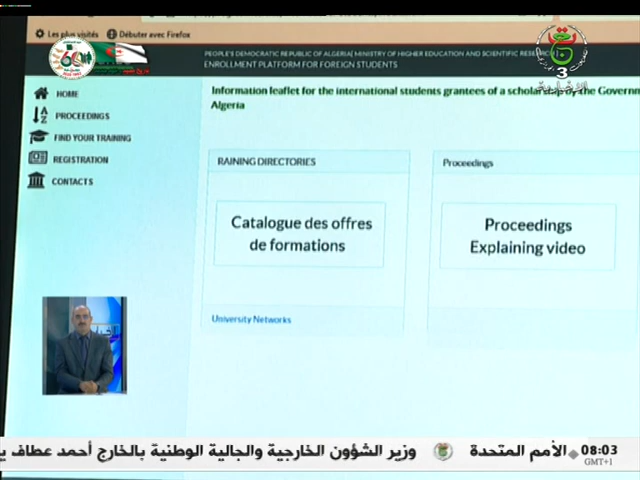 Les plus visités
Débuter avec Firefox
PEOPLE'S DEMOCRATIC REPUBLIC OF ALGERIA| MINISTRY OF HIGHER EDUCATION AND SCIENTIFIC RESEARCH
ENROLLMENT PLATFORM FOR FOREIGN STUDENTS
3
الإخبارية
HOME
PROCEEDINGS
FIND YOUR TRAINING
REGISTRATION
CONTACTS
Information leaflet for the international students grantees of a scholarship by the Governm
Algeria
RAINING DIRECTORIES
Proceedings
Catalogue des offres
de formations
Proceedings
Explaining video
University Networks
الأمم المتحدة
وزير الشؤون الخارجية والجالية الوطنية بالخارج أحمد عطاف ي
08:03
GMT+1